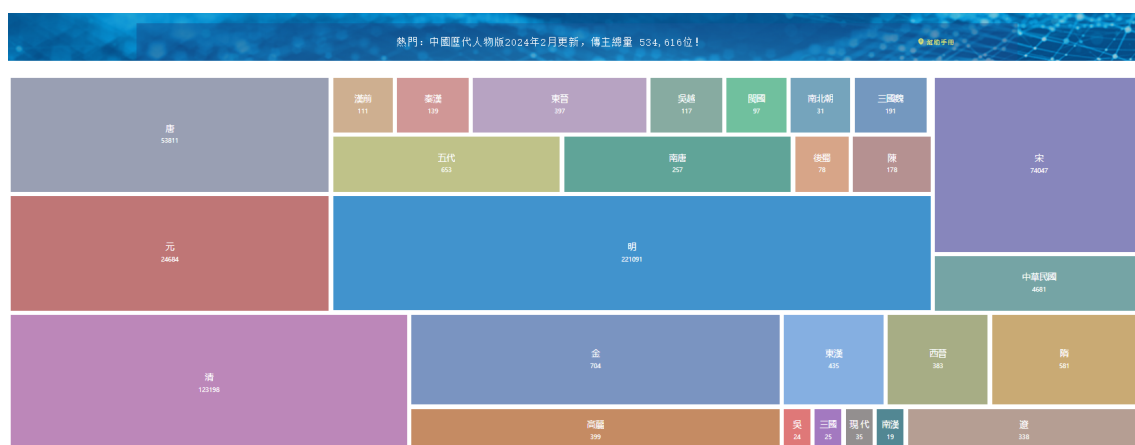 熱門：中國歷代人物版2024年2月更新，傳主總量 534,616位！
幫助手冊
唐
53811
漢前
111
秦漢
139
東晉
397
吳越
117
閩國
97
南北朝
31
三國魏
191
宋
74047
五代
653
南唐
257
後蜀
78
陳
178
元
24684
明
221091
中華民國
4681
清
123198
金
704
東漢
435
西晉
383
隋
581
高麗
399
吳
24
三國
25
現代
35
南漢
19
遼
338